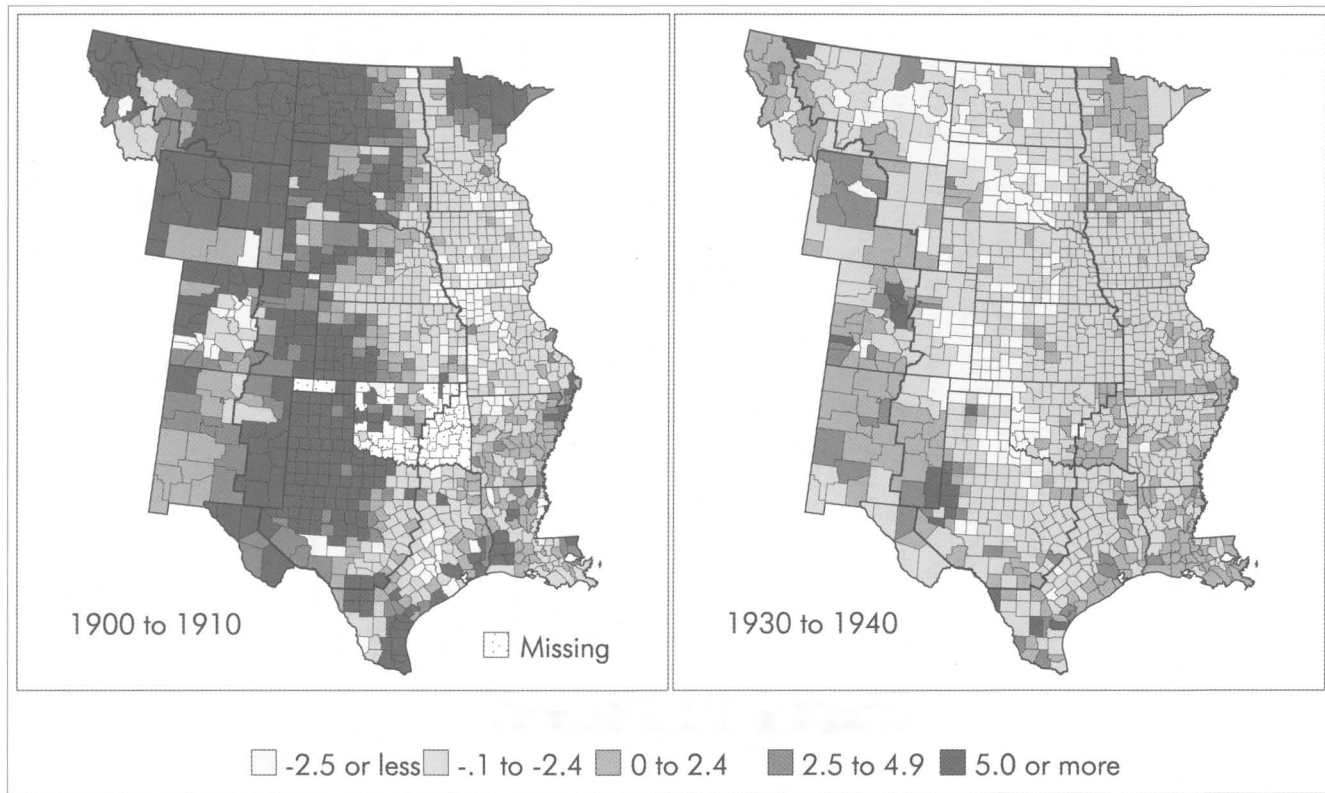 1900 to 1910
Missing
1930 to 1940
-2.5 or less -.1 to -2.4 0 to 2.4 2.5 to 4.9 5.0 or more